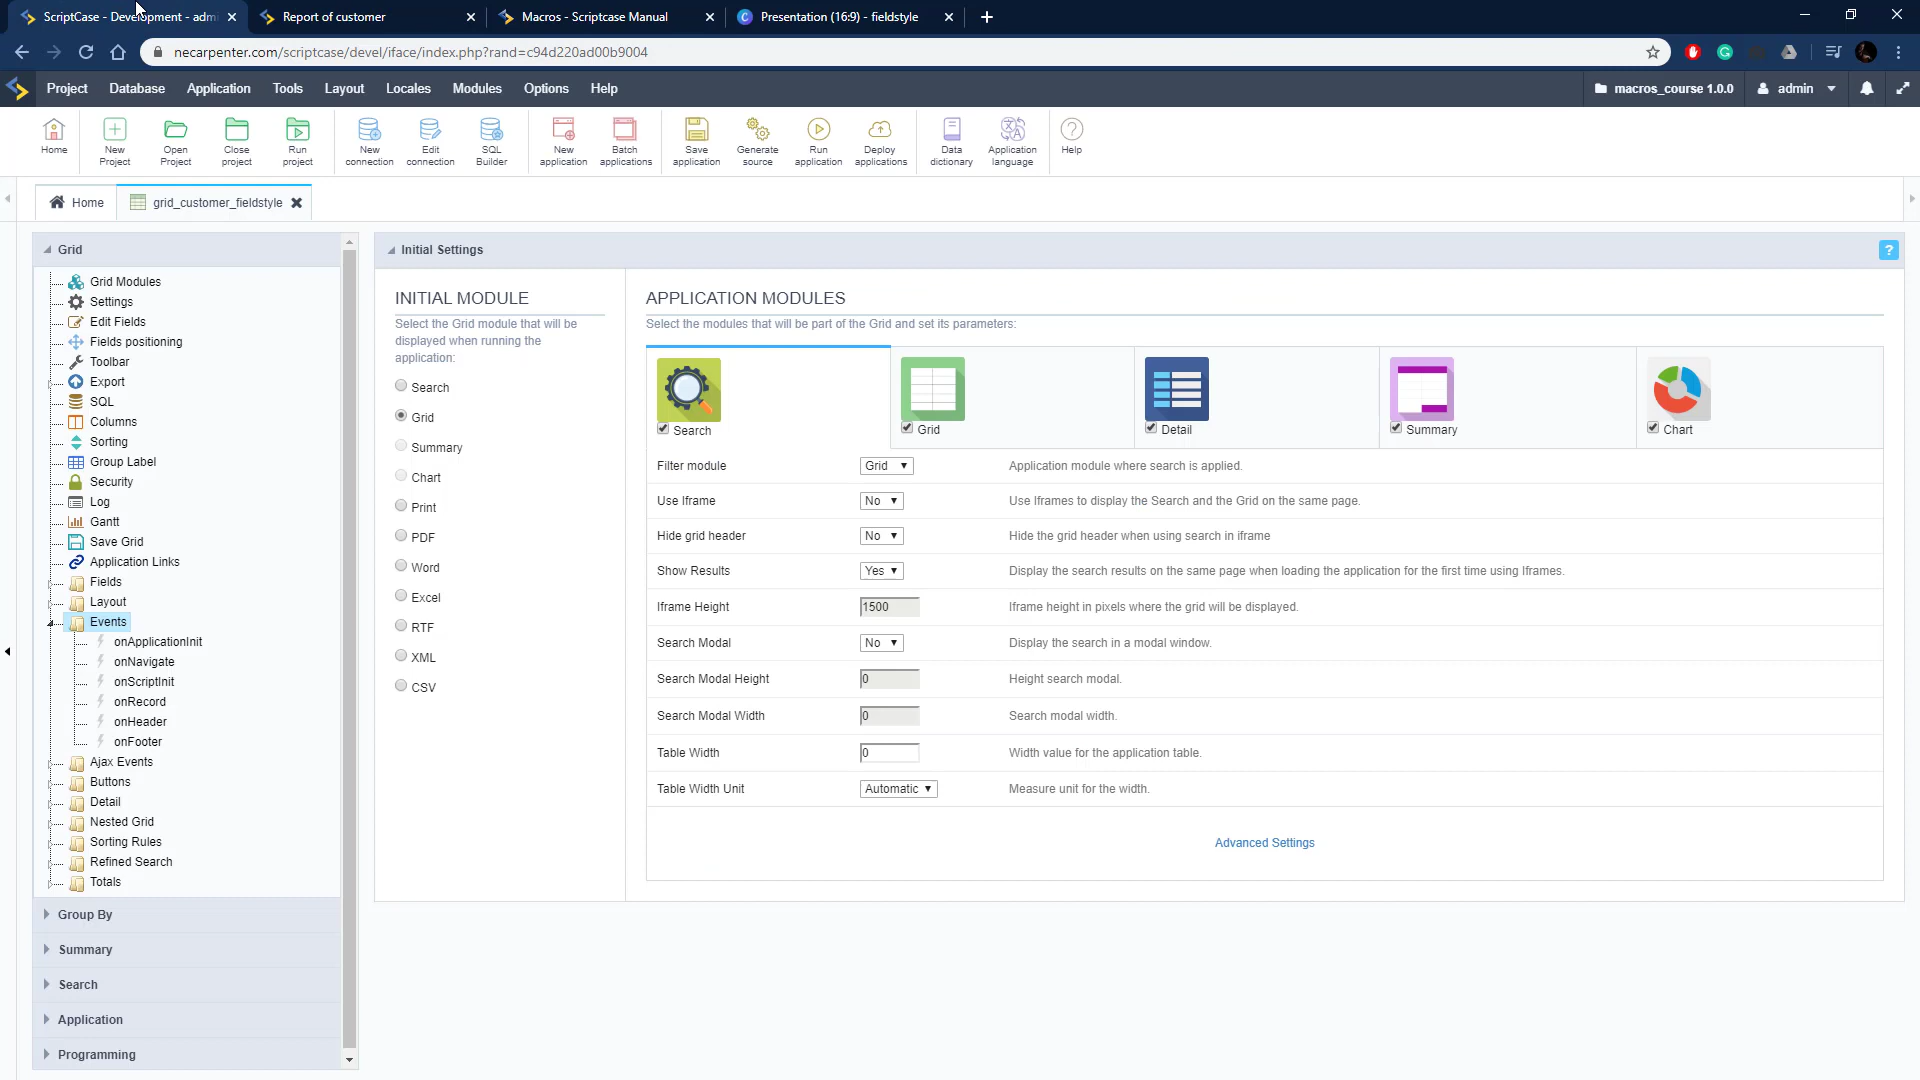 ScriptCase - Development - admi
Report of customer
Macros - Scriptcase Manual
Presentation (16:9) - fieldstyle
necarpenter.com/scriptcase/devel/iface/index.php?rand=c94d220ad00b9004
Project
Database
Application
Tools
Layout
Locales
Modules
Options
Help
macros_course 1.0.0
admin
Home
New
Project
Open
Project
Close
project
Run
project
New
connection
Edit
connection
SQL
Builder
New
application
Batch
applications
Save
application
Generate
source
Run
application
Deploy
applications
Data
dictionary
Application
language
Help
Home
grid_customer_fieldstyle
Grid
Grid Modules
Settings
Edit Fields
Fields positioning
Toolbar
Export
SQL
Columns
Sorting
Group Label
Security
Log
Gantt
Save Grid
Application Links
Fields
Layout
Events
onApplicationInit
onNavigate
onScriptInit
onRecord
onHeader
onFooter
Ajax Events
Buttons
Detail
Nested Grid
Sorting Rules
Refined Search
Totals
Group By
Summary
Search
Application
Programming
Initial Settings
?
INITIAL MODULE
Select the Grid module that will be
displayed when running the
application:
Search
Grid
Summary
Chart
Print
PDF
Word
Excel
RTF
XML
CSV
APPLICATION MODULES
Select the modules that will be part of the Grid and set its parameters:
Search
Grid
Detail
Summary
Chart
Filter module Grid Application module where search is applied.
Use Iframe No Use Iframes to display the Search and the Grid on the same page.
Hide grid header No Hide the grid header when using search in iframe
Show Results Yes Display the search results on the same page when loading the application for the first time using Iframes.
Iframe Height 1500 Iframe height in pixels where the grid will be displayed.
Search Modal No Display the search in a modal window.
Search Modal Height 0 Height search modal.
Search Modal Width 0 Search modal width.
Table Width 0 Width value for the application table.
Table Width Unit Automatic Measure unit for the width.
Advanced Settings